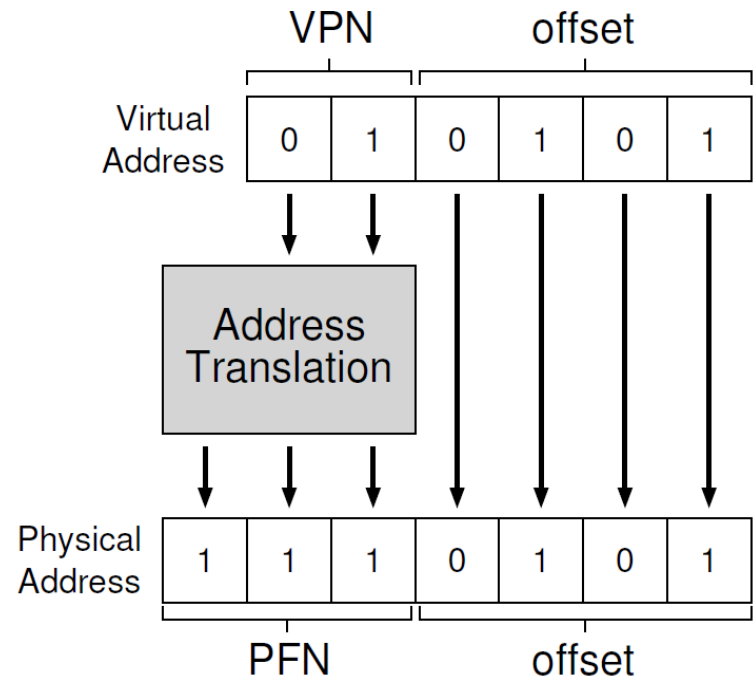 VPN offset
Virtual
Address
0 1 0 1 0 1
Address
Translation
Physical
Address
1 1 1 0 1 0 1
PFN offset